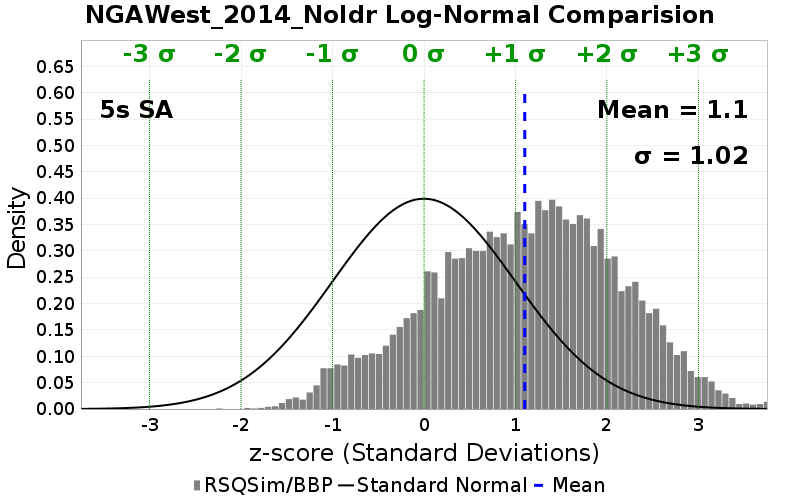 NGAWest_2014_NoIdr Log-Normal Comparision
-3 σ -2 σ -1 σ 0 σ +1 σ +2 σ +3 σ
5s SA
Mean = 1.1
σ = 1.02
Density
0.65
0.60
0.55
0.50
0.45
0.40
0.35
0.30
0.25
0.20
0.15
0.10
0.05
0.00
-3 -2 -1 0 1 2 3
z-score (Standard Deviations)
RSQSim/BBP Standard Normal Mean